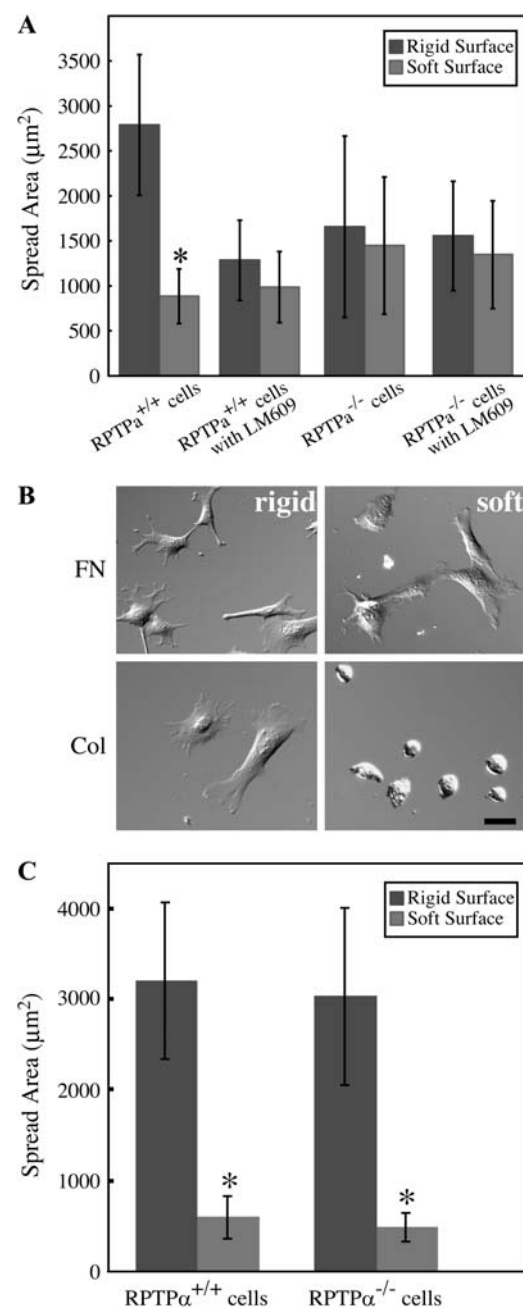 A
Rigid Surface
Soft Surface
Spread Area (μm²)
3500
3000
2500
2000
1500
1000
500
0
RPTPa+/+ cells
RPTPa+/+ cells
with LM609
RPTPa-/- cells
RPTPa-/- cells
with LM609
*
B
rigid
soft
FN
Col
C
Rigid Surface
Soft Surface
Spread Area (μm²)
4000
3000
2000
1000
0
*
*
RPTPα+/+ cells
RPTPα-/- cells